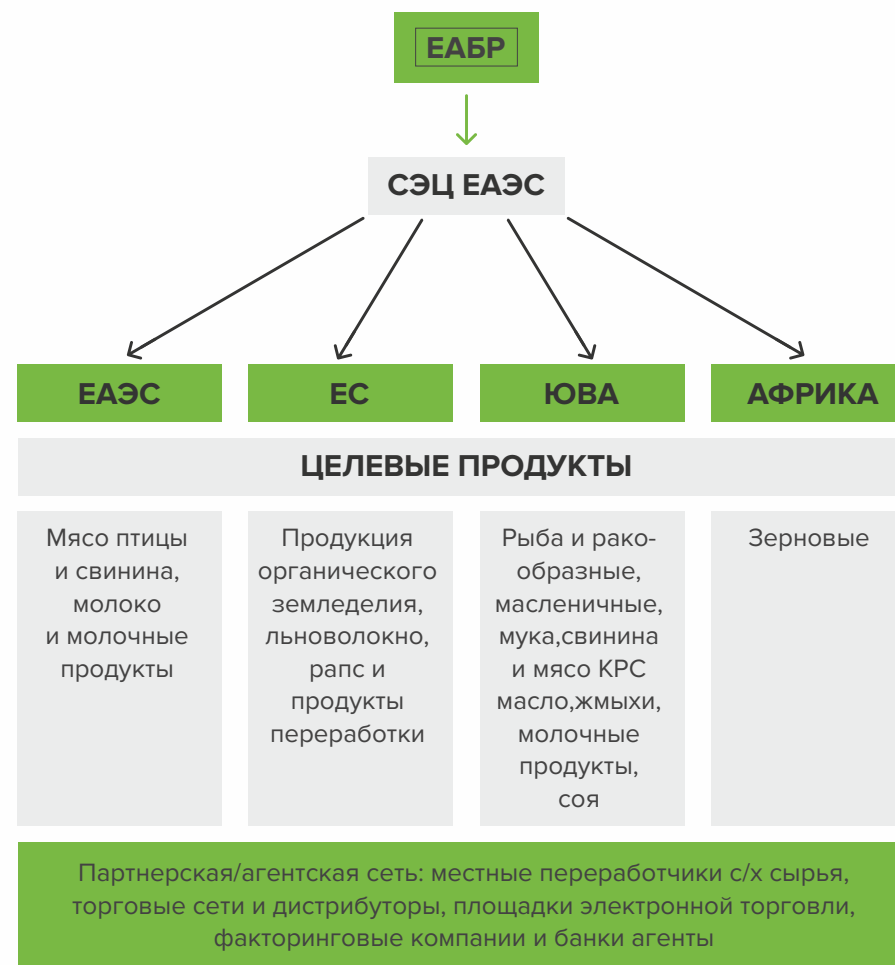 ЕАБР
СЭЦ ЕАЭС
ЕАЭС
ЕС
ЮВА
АФРИКА
ЦЕЛЕВЫЕ ПРОДУКТЫ
Мясо птицы
и свинина,
молоко
и молочные
продукты
Продукция
органического
земледелия,
льноволокно,
рапс и
продукты
переработки
Рыба и рако-
образные,
масленичные,
мука,свинина
и мясо КРС
масло,жмыхи,
молочные
продукты,
соя
Зерновые
Партнерская/агентская сеть: местные переработчики с/х сырья,
торговые сети и дистрибуторы, площадки электронной торговли,
факторинговые компании и банки агенты